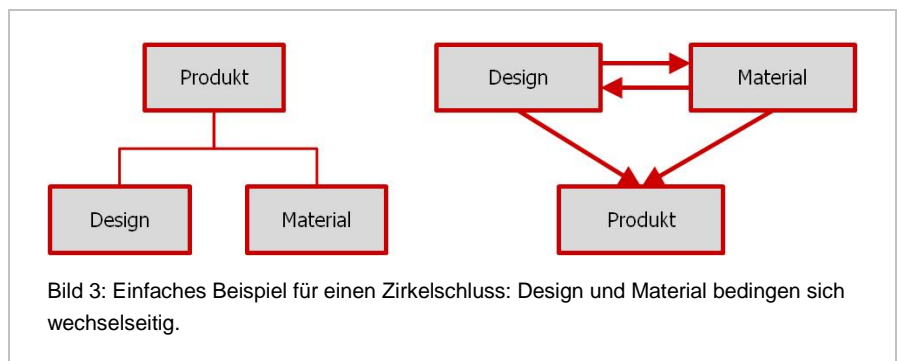 Produkt
Design
Material
Design
Material
Produkt
Bild 3: Einfaches Beispiel für einen Zirkelschluss: Design und Material bedingen sich
wechselseitig.